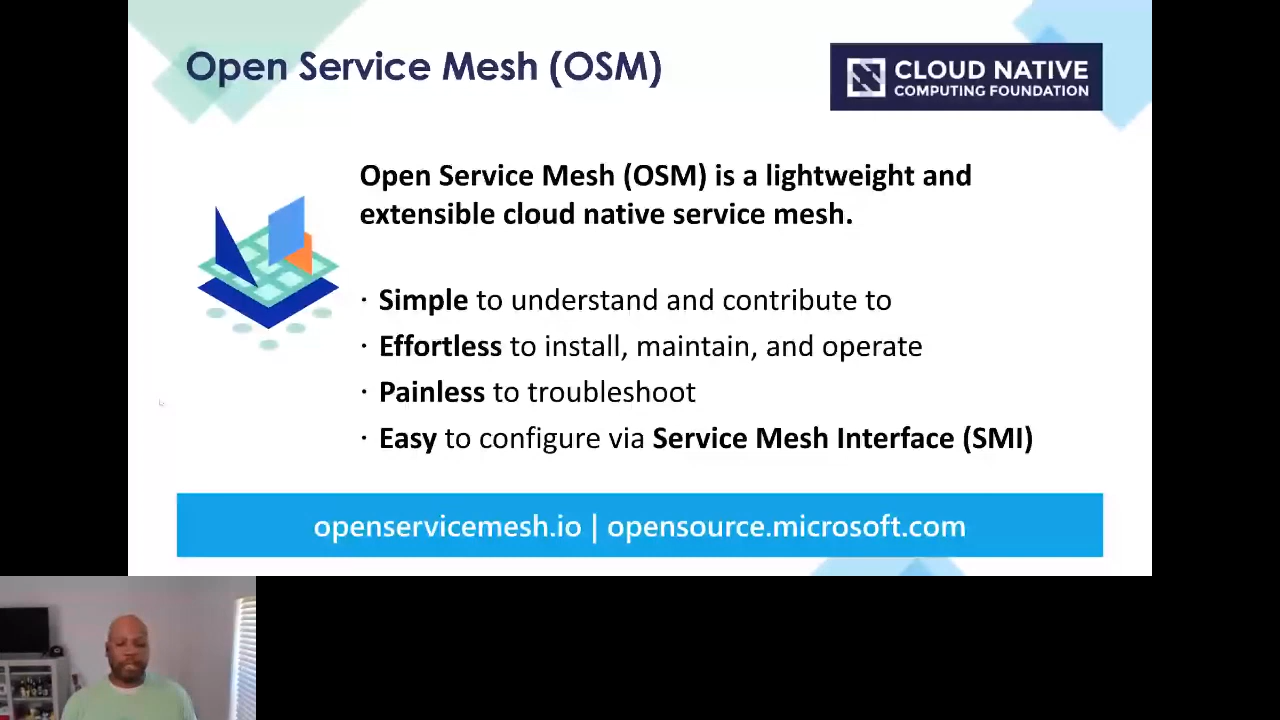 Open Service Mesh (OSM)
CLOUD NATIVE
COMPUTING FOUNDATION
Open Service Mesh (OSM) is a lightweight and
extensible cloud native service mesh.
· Simple to understand and contribute to
· Effortless to install, maintain, and operate
· Painless to troubleshoot
· Easy to configure via Service Mesh Interface (SMI)
openservicemesh.io | opensource.microsoft.com